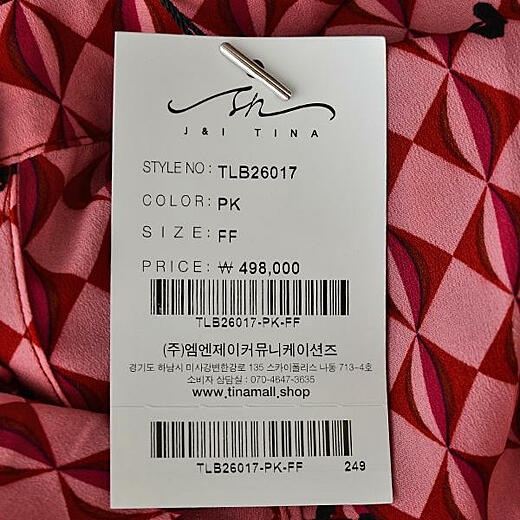 J & I TINA
STYLE NO : TLB26017
COLOR : PK
SIZE : FF
PRICE : ₩ 498,000
TLB26017-PK-FF
(주)엠엔제이커뮤니케이션즈
경기도 하남시 미사강변한강로 135 스카이폴리스 나동 713-4호
소비자 상담실 : 070-4647-3635
www.tinamall.shop
TLB26017-PK-FF 249